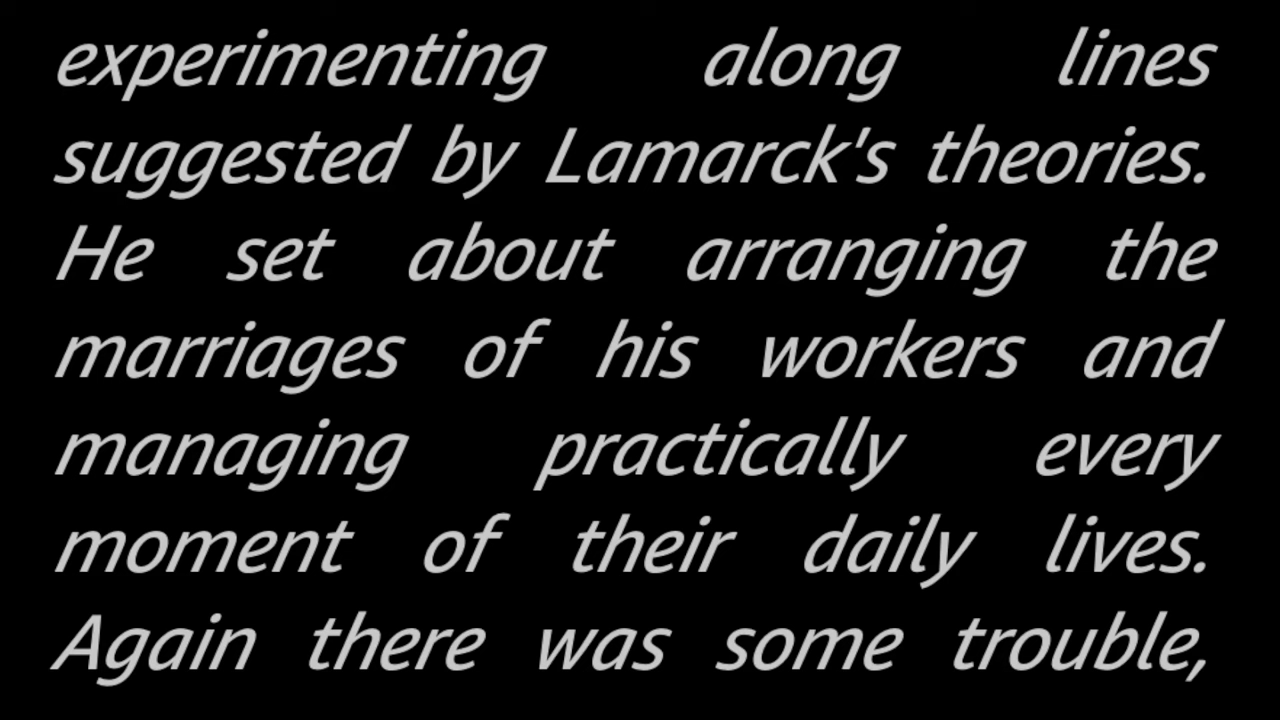 experimenting along lines
suggested by Lamarck's theories.
He set about arranging the
marriages of his workers and
managing practically every
moment of their daily lives.
Again there was some trouble,